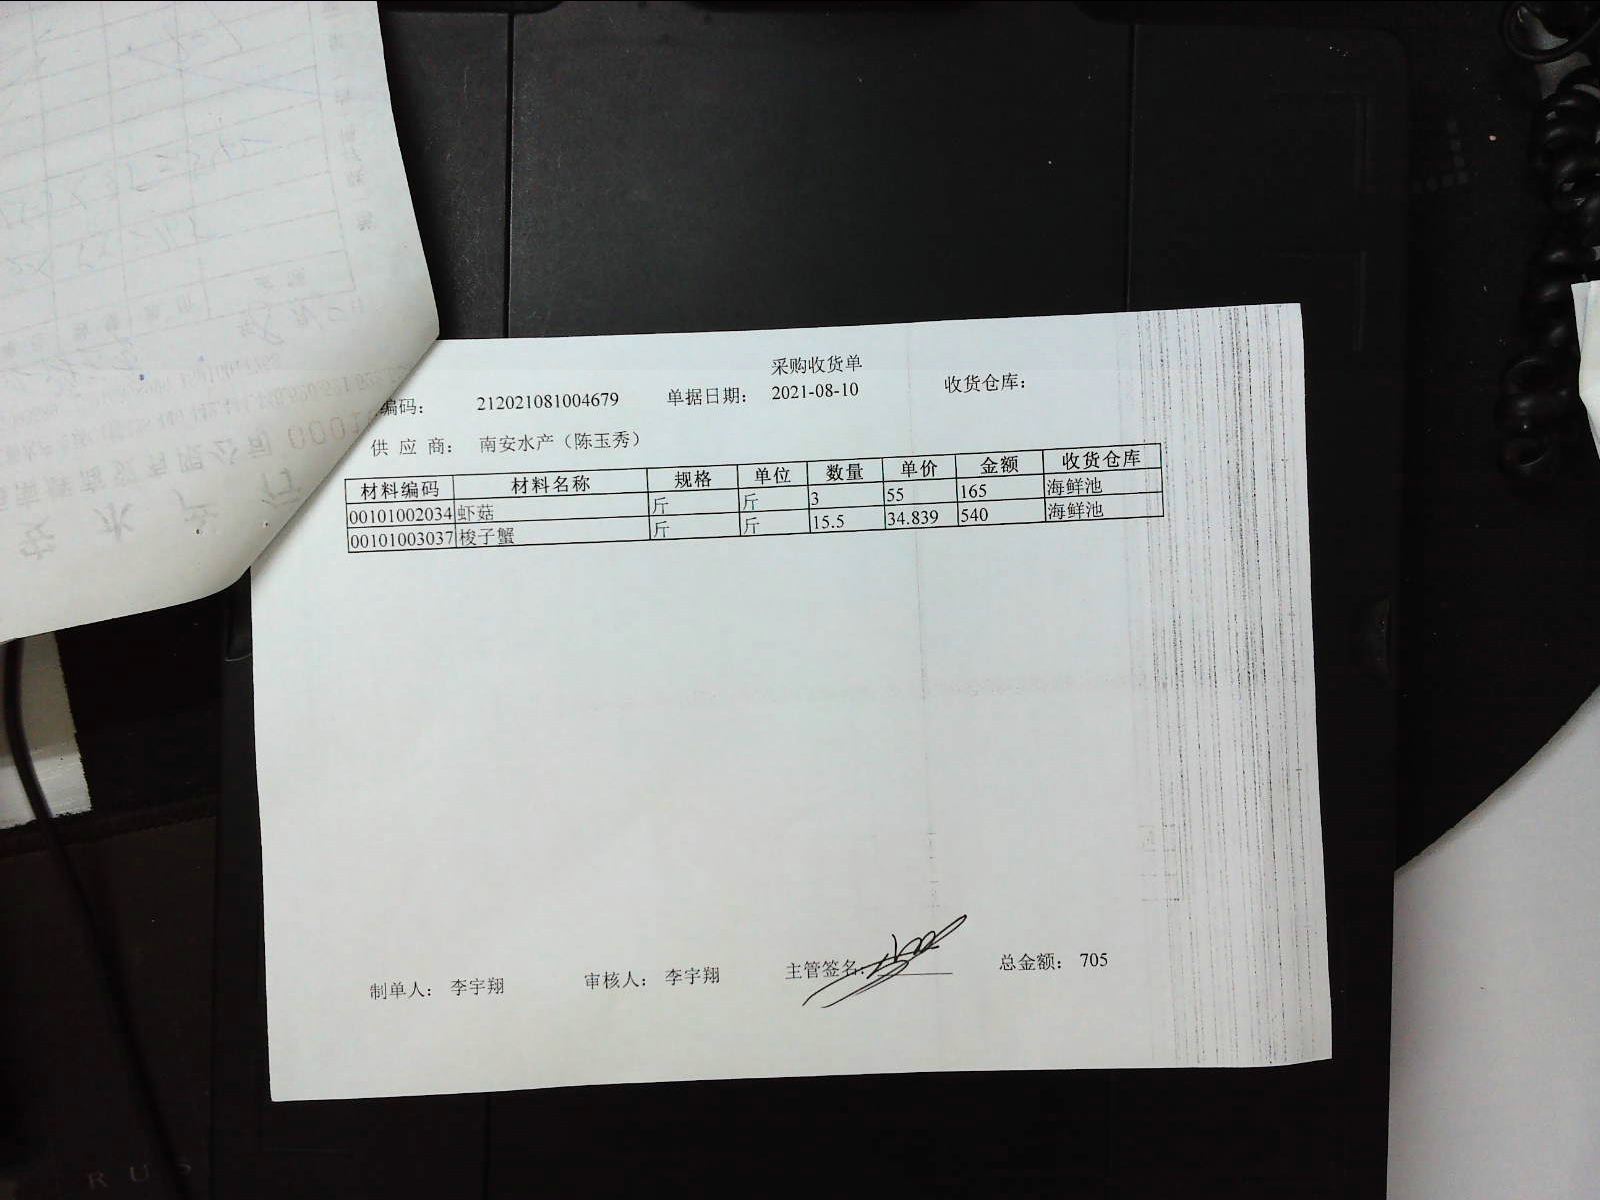 采购收货单
编码： 212021081004679 单据日期： 2021-08-10 收货仓库：
供 应 商： 南安水产（陈玉秀）
材料编码 材料名称 规格 单位 数量 单价 金额 收货仓库
00101002034 虾菇 斤 斤 3 55 165 海鲜池
00101003037 梭子蟹 斤 斤 15.5 34.839 540 海鲜池
制单人： 李宇翔 审核人： 李宇翔 主管签名： 总金额： 705